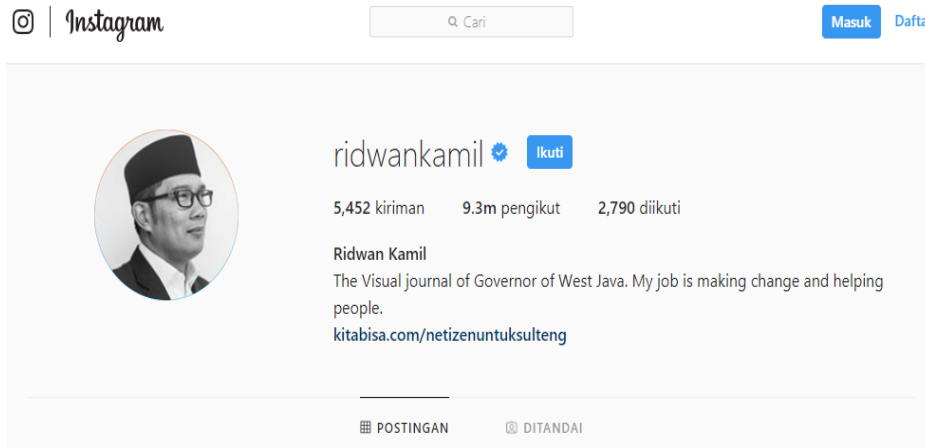 Instagram
Cari
Masuk
Dafta
ridwankamil
Ikuti
5,452 kiriman 9.3m pengikut 2,790 diikuti
Ridwan Kamil
The Visual journal of Governor of West Java. My job is making change and helping
people.
kitabisa.com/netizenuntuksulteng
POSTINGAN DITANDAI